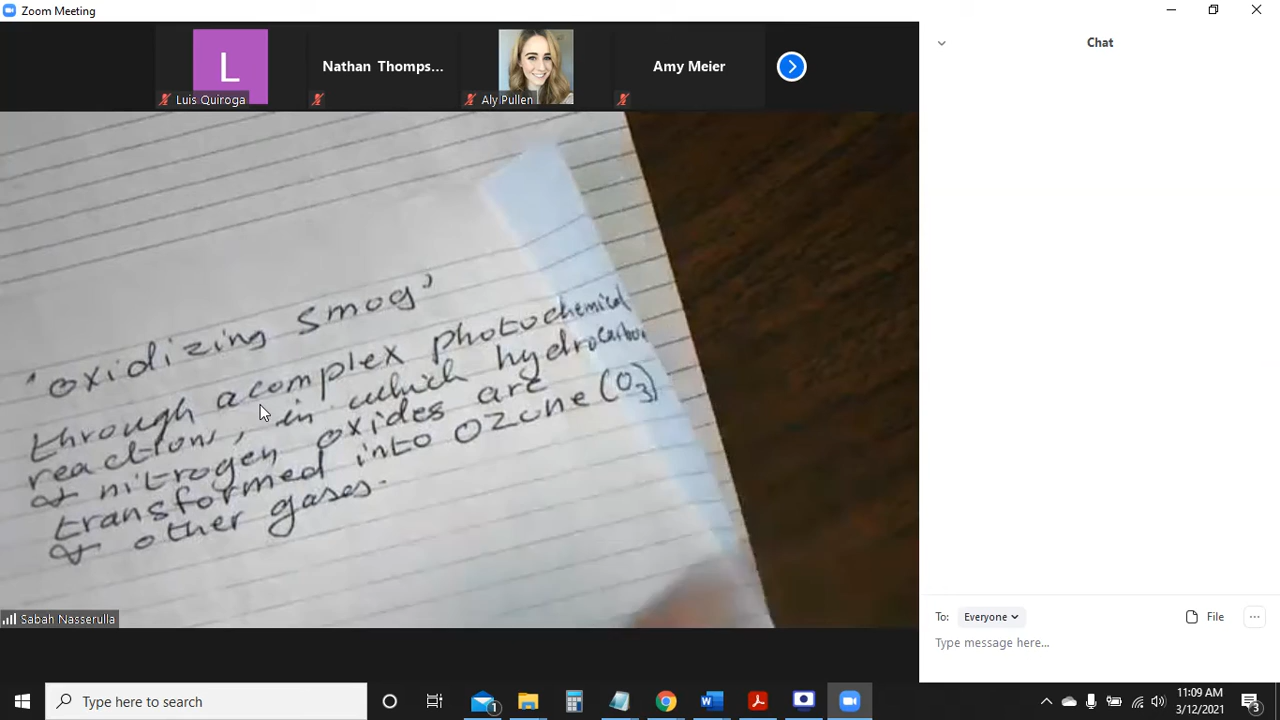 Zoom Meeting
L
Luis Quiroga
Nathan Thomps...
Aly Pullen
Amy Meier
Chat
'oxidizing smog'
through a complex photochemical
reactions, in which hydrocarbon
& nitrogen oxides are
transformed into ozone (O3)
& other gases.
Sabah Nasserulla
To: Everyone
File
...
Type message here...
Type here to search
1
11:09 AM
3/12/2021
3